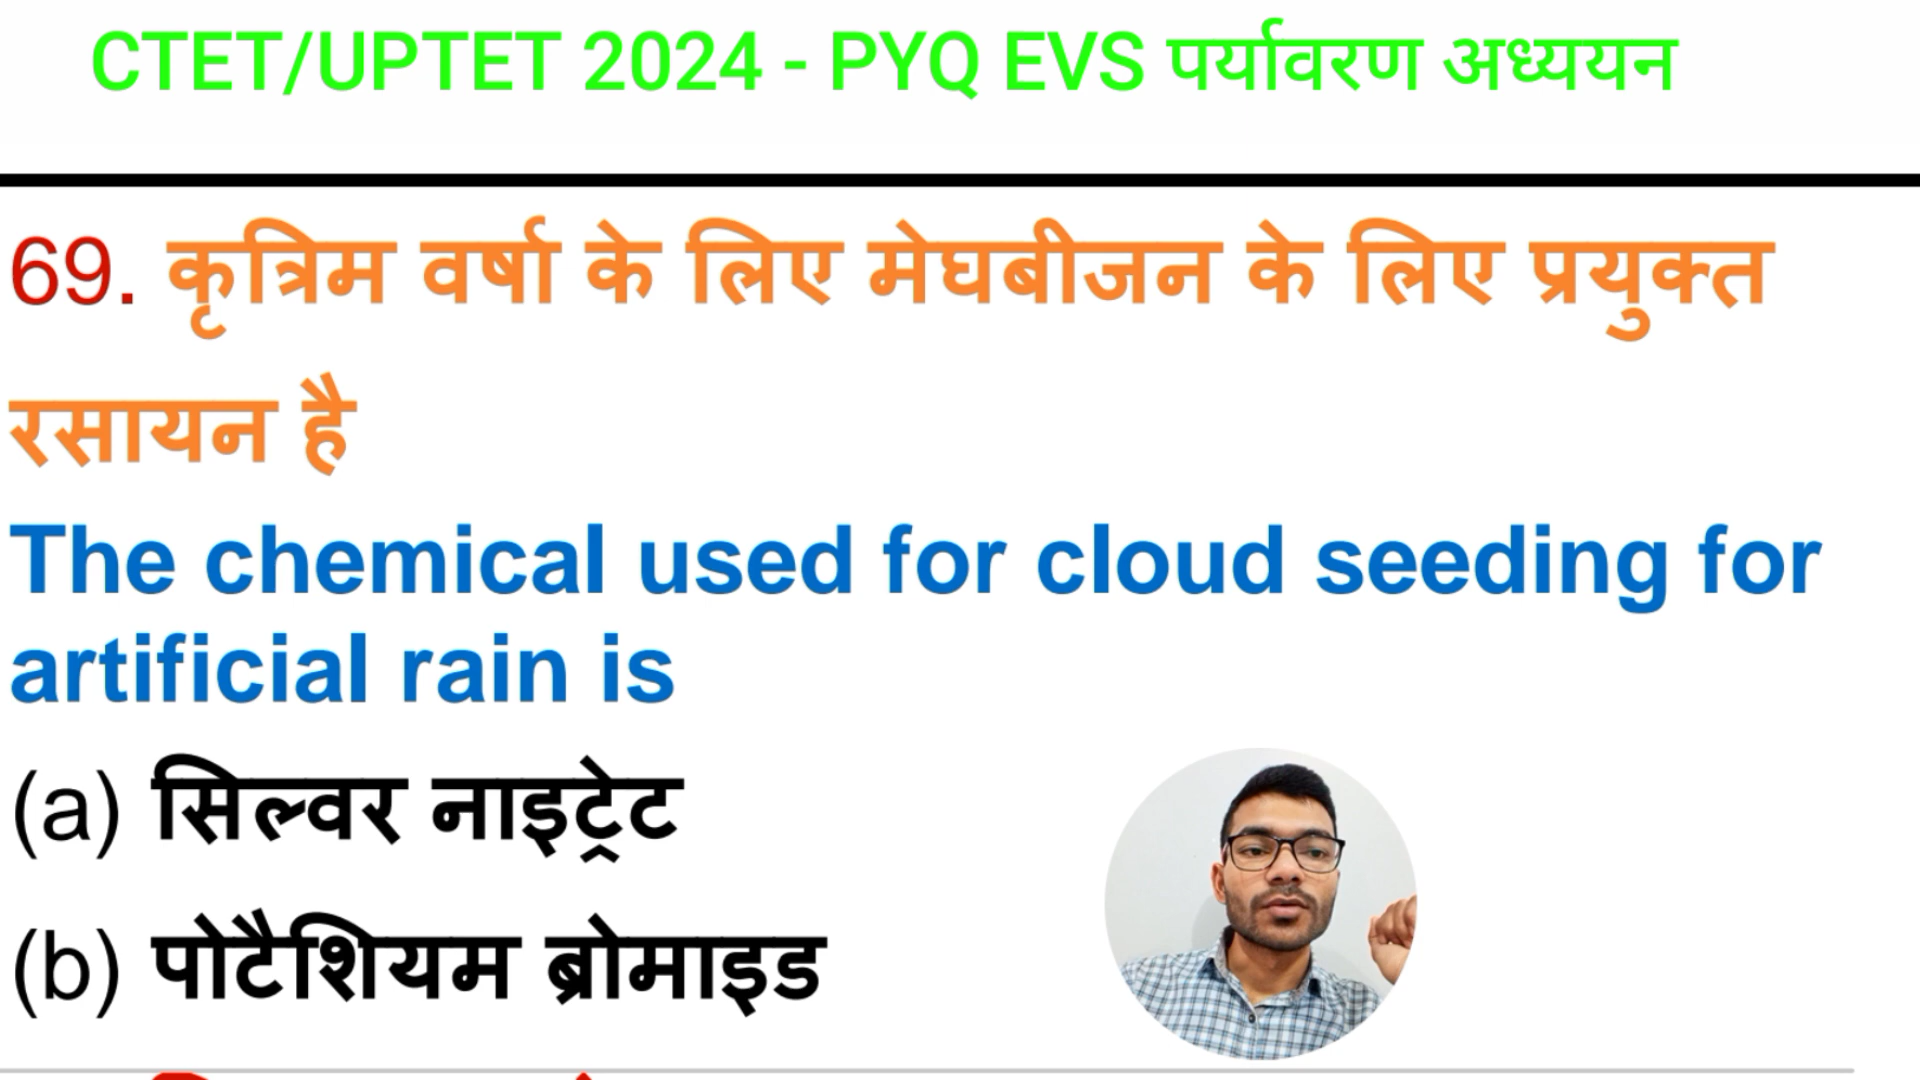 CTET/UPTET 2024 - PYQ EVS पर्यावरण अध्ययन
69. कृत्रिम वर्षा के लिए मेघबीजन के लिए प्रयुक्त
रसायन है
The chemical used for cloud seeding for
artificial rain is
(a) सिल्वर नाइट्रेट
(b) पोटैशियम ब्रोमाइड